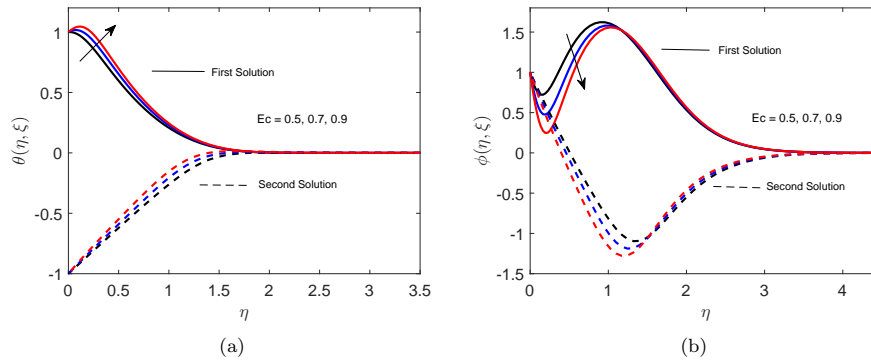 1
0.5
0
-0.5
-1
θ(η, ξ)
First Solution
Ec = 0.5, 0.7, 0.9
Second Solution
0 0.5 1 1.5 2 2.5 3 3.5
η
(a)
2
1.5
1
0.5
0
-0.5
-1
-1.5
ϕ(η, ξ)
First Solution
Ec = 0.5, 0.7, 0.9
Second Solution
0 1 2 3 4
η
(b)